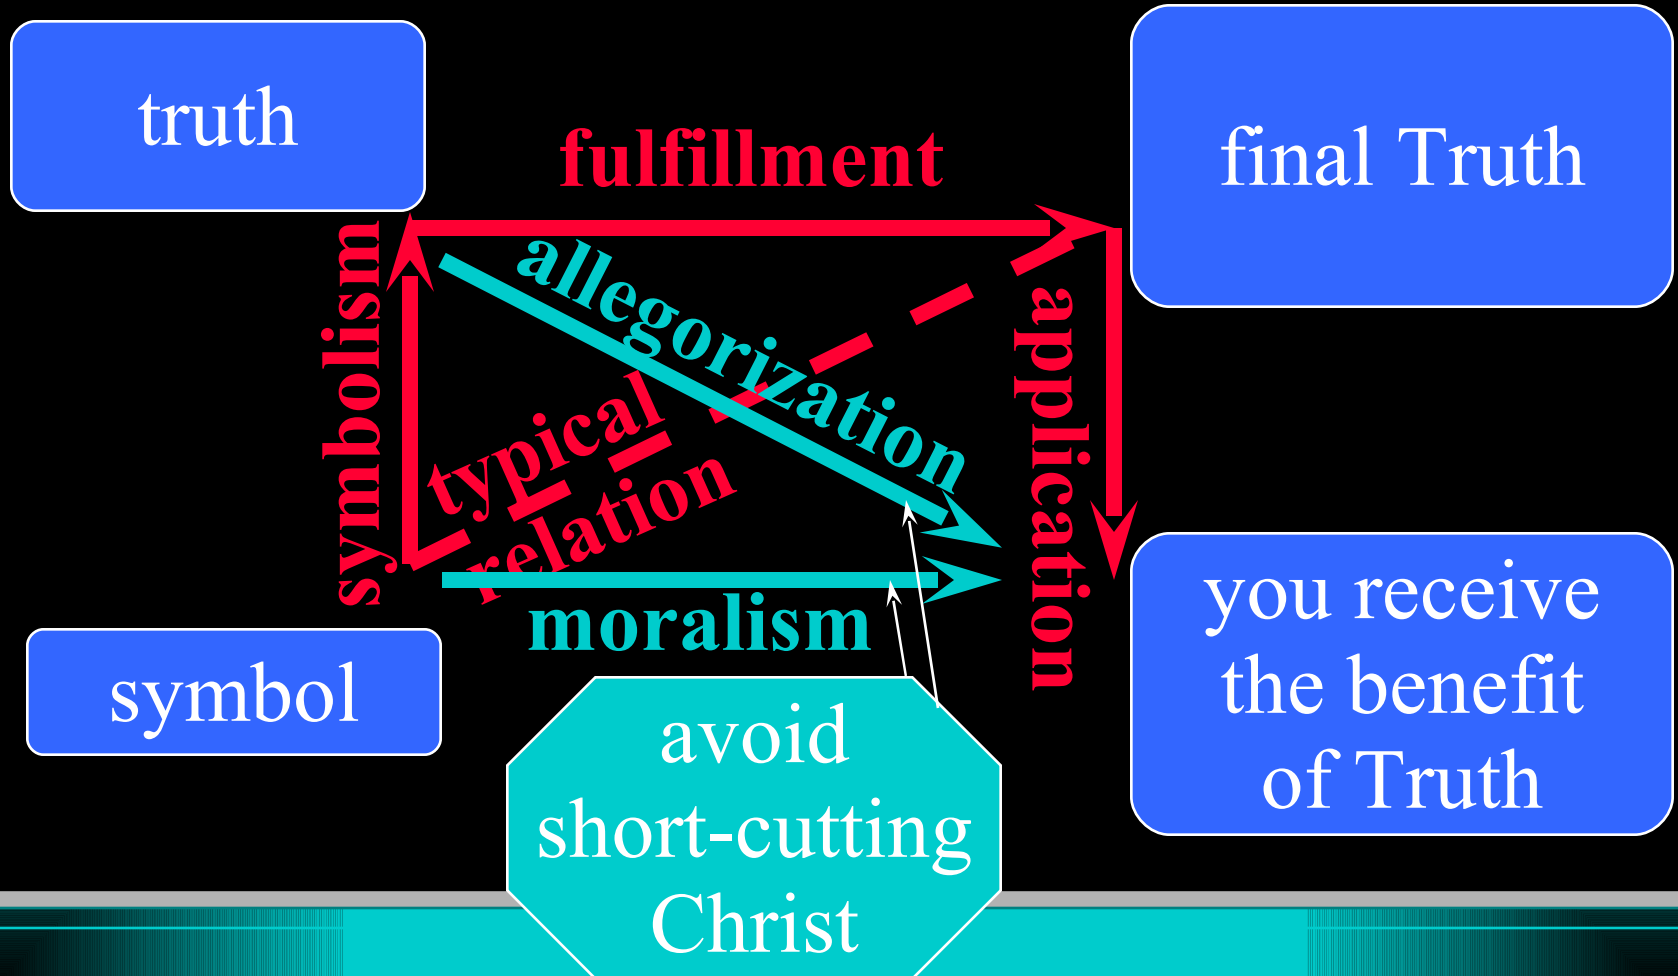 truth
fulfillment
final Truth
symbolism
allegorization
typical
relation
application
moralism
symbol
you receive
the benefit
of Truth
avoid
short-cutting
Christ